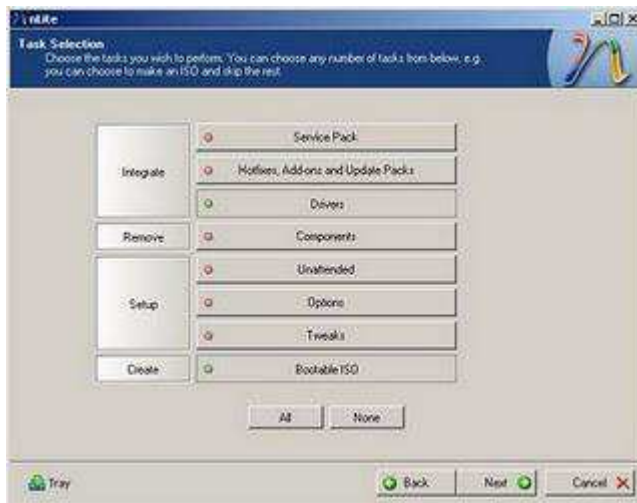 nLite
Task Selection
Choose the tasks you wish to perform. You can choose any number of tasks from below, e.g.
you can choose to make an ISO and skip the rest.
Integrate
Service Pack
Hotfixes, Add-ons and Update Packs
Drivers
Remove
Components
Setup
Unattended
Options
Tweaks
Create
Bootable ISO
All
None
Tray
Back
Next
Cancel